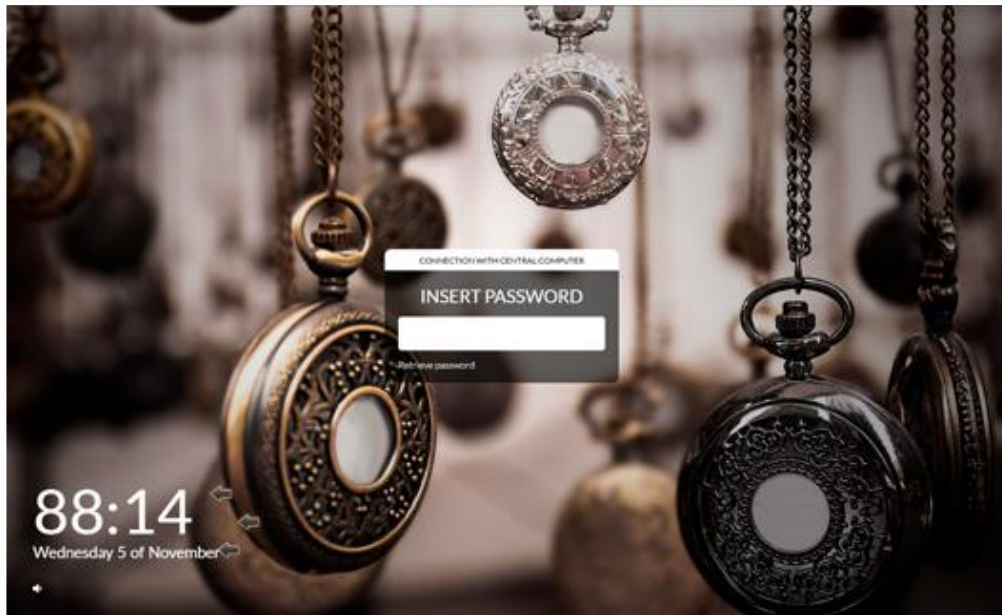 CONNECTION WITH CENTRAL COMPUTER
INSERT PASSWORD
Retrieve password
88:14
Wednesday 5 of November